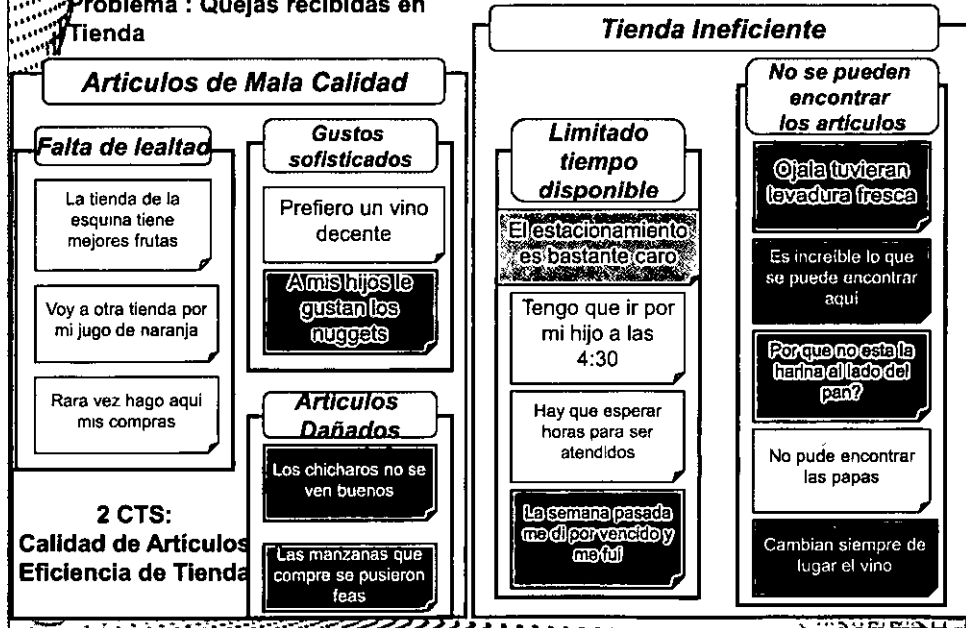 Problema : Quejas recibidas en
Tienda
Articulos de Mala Calidad
Falta de lealtad
La tienda de la
esquina tiene
mejores frutas
Voy a otra tienda por
mi jugo de naranja
Rara vez hago aquí
mis compras
Gustos
sofisticados
Prefiero un vino
decente
A mis hijos le
gustan los
nuggets
Articulos
Dañados
Los chicharos no se
ven buenos
Las manzanas que
compre se pusieron
feas
2 CTS:
Calidad de Artículos
Eficiencia de Tienda
Tienda Ineficiente
Limitado
tiempo
disponible
El estacionamiento
es bastante caro
Tengo que ir por
mi hijo a las
4:30
Hay que esperar
horas para ser
atendidos
La semana pasada
me di por vencido y
me fui
No se pueden
encontrar
los artículos
Ojala tuvieran
levadura fresca
Es increíble lo que
se puede encontrar
aquí
Por que no esta la
harina al lado del
pan?
No pude encontrar
las papas
Cambian siempre de
lugar el vino